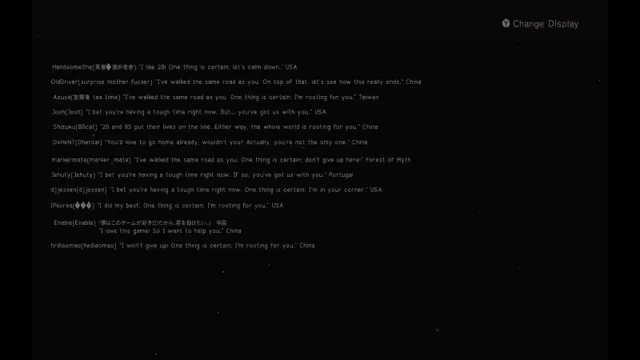 Ⓨ Change Display
HandsomeShe( "I like 2B! One thing is certain: let's calm down." USA
OldDriver(surprise mother fucker) "I've walked the same road as you. On top of that, let's see how this really ends." China
Azusa( tea time) "I've walked the same road as you. One thing is certain: I'm rooting for you." Taiwan
Josh(Josh) "I bet you're having a tough time right now. But... you've got us with you." USA
Shizuku(BBcat) "2B and 9S put their lives on the line. Either way, the whole world is rooting for you." China
"You'd love to go home already, wouldn't you? Actually, you're not the only one." China
markermate(marker_mate) "I've walked the same road as you. One thing is certain: don't give up here!" Forest of Myth
Jehuty(Jehuty) "I bet you're having a tough time right now. If so, you've got us with you." Portugal
djjessen(djjessen) "I bet you're having a tough time right now. One thing is certain: I'm in your corner." USA
(���) "I did my best. One thing is certain: I'm rooting for you." USA
Enable(Enable) 「僕はこのゲームが好きだ!だから、君を助けたい。」 中国
"I love this game! So I want to help you." China
hrdiaomao(hediaomao) "I won't give up! One thing is certain: I'm rooting for you." China